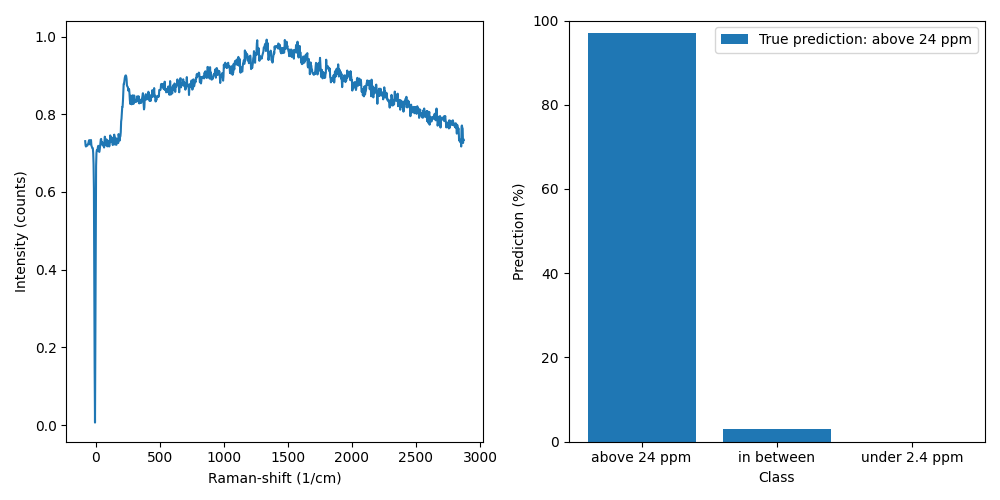 1.0
0.8
0.6
0.4
0.2
0.0
Intensity (counts)
0 500 1000 1500 2000 2500 3000
Raman-shift (1/cm)
100
80
60
40
20
0
Prediction (%)
True prediction: above 24 ppm
above 24 ppm in between under 2.4 ppm
Class